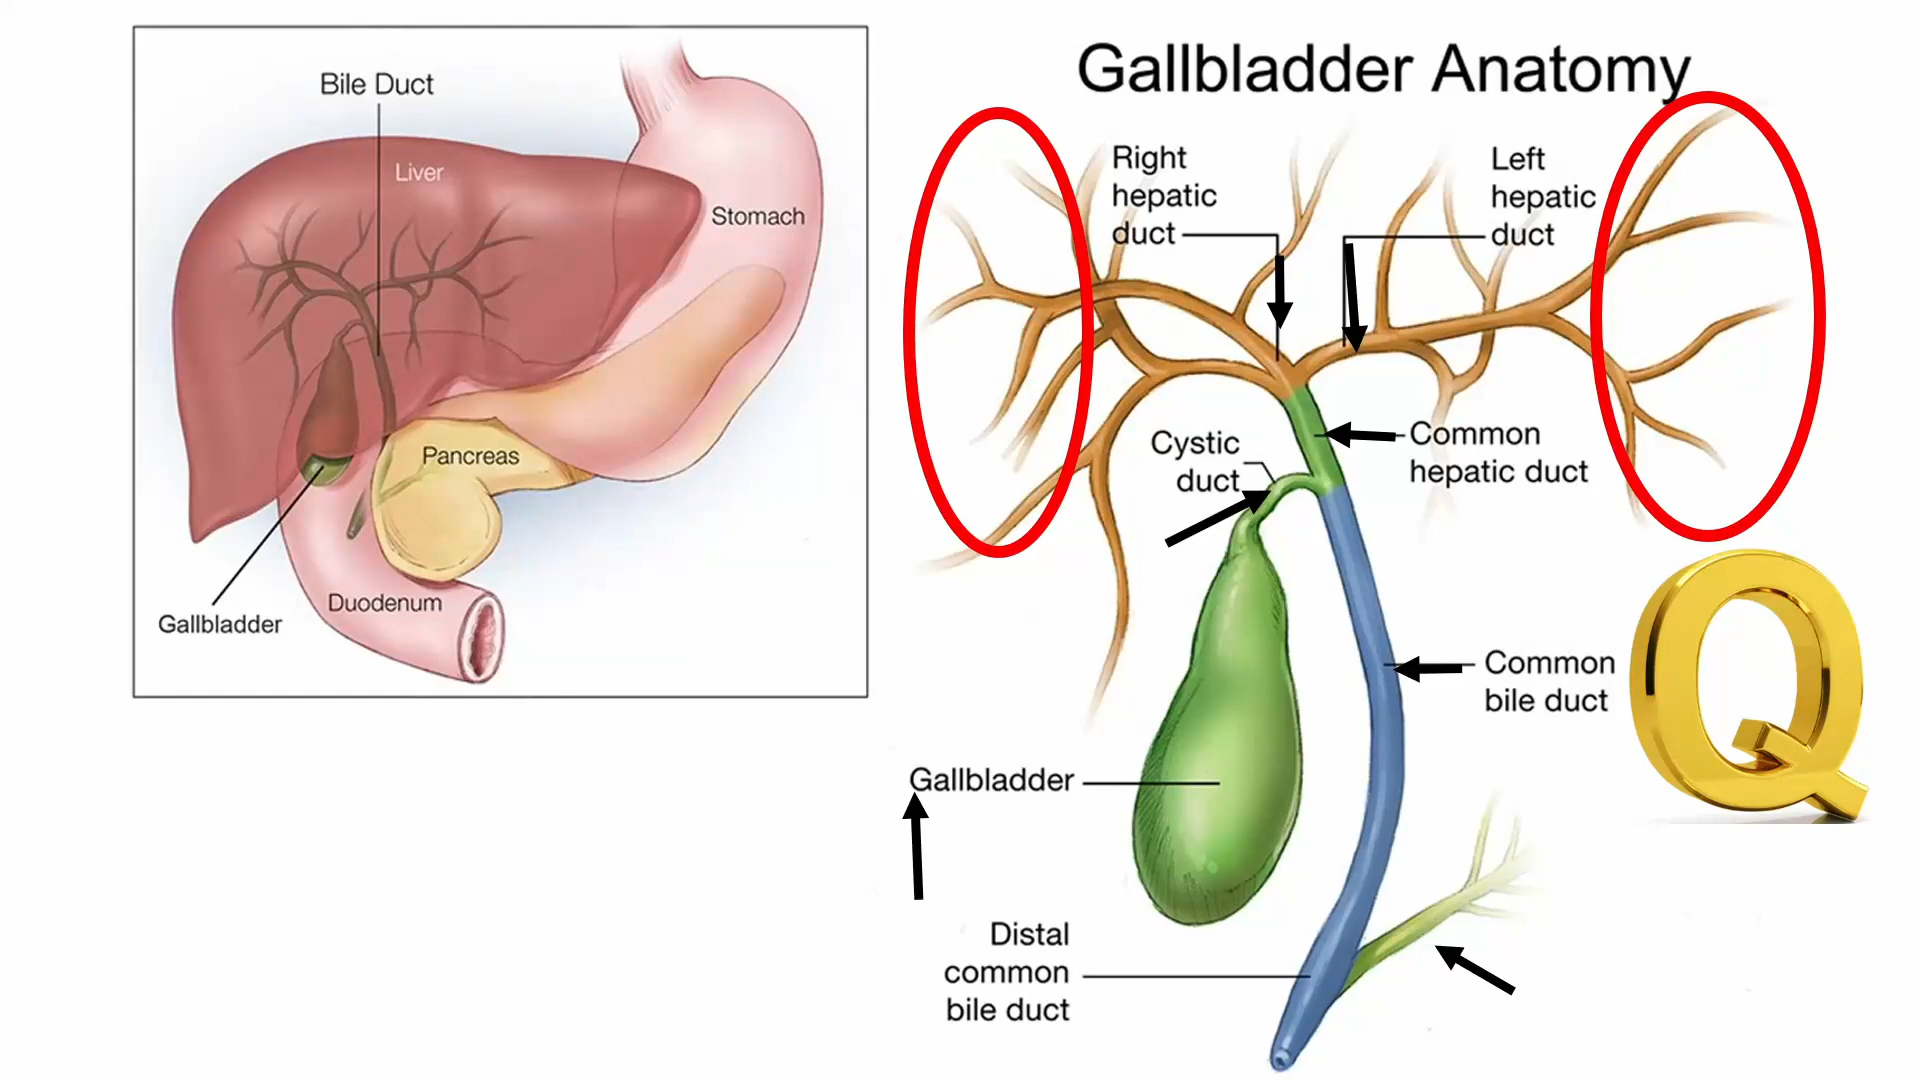 Gallbladder Anatomy
Bile Duct
Liver
Stomach
Pancreas
Duodenum
Gallbladder
Right
hepatic
duct
Left
hepatic
duct
Cystic
duct
Common
hepatic duct
Common
bile duct
Gallbladder
Distal
common
bile duct
Q